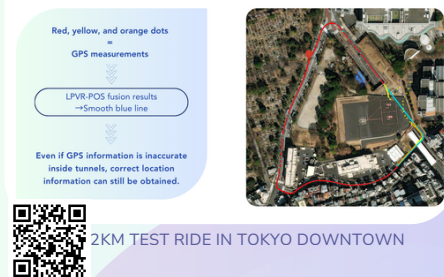 Red, yellow, and orange dots
=
GPS measurements
LPVR-POS fusion results
→Smooth blue line
Even if GPS information is inaccurate
inside tunnels, correct location
information can still be obtained.
2KM TEST RIDE IN TOKYO DOWNTOWN